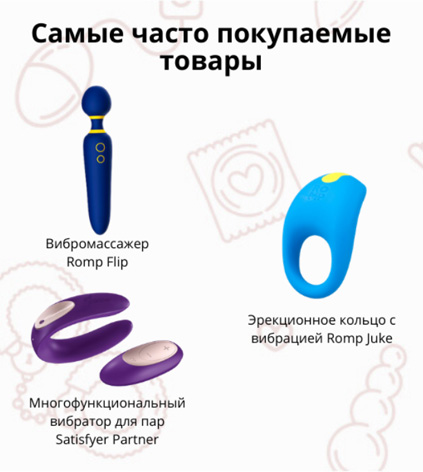 Самые часто покупаемые
товары
Вибромассажер
Romp Flip
Эрекционное кольцо с
вибрацией Romp Juke
Многофункциональный
вибратор для пар
Satisfyer Partner